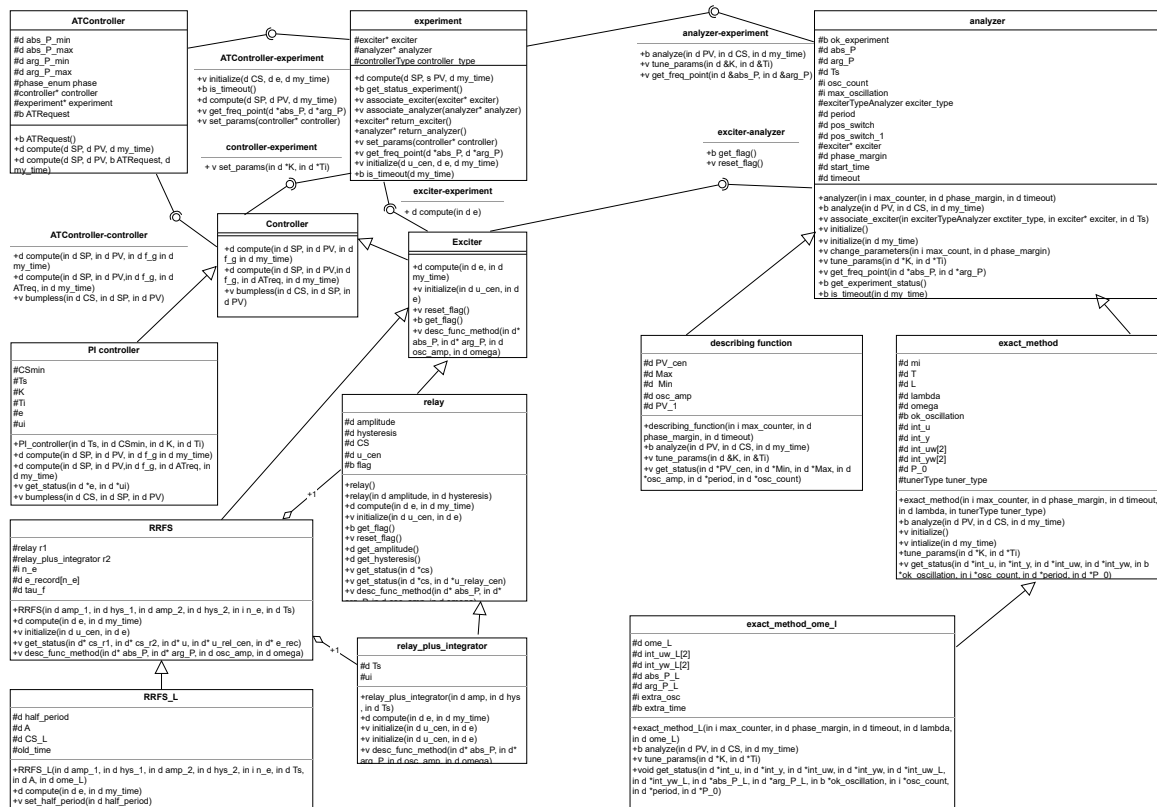 ATController
#d abs_P_min
#d abs_P_max
#d arg_P_min
#d arg_P_max
#phase_enum phase
#controller* controller
#experiment* experiment
#b ATRequest
+b ATRequest()
+d compute(d SP, d PV, d my_time)
+d compute(d SP, d PV, b ATRequest, d
my_time)
ATController-experiment
+v initialize(d CS, d e, d my_time)
+b is_timeout()
+d compute(d SP, d PV, d my_time)
+v get_freq_point(d *abs_P, d *arg_P)
+v set_params(controller* controller)
controller-experiment
+ v set_params(in d *K, in d *Ti)
experiment
#exciter* exciter
#analyzer* analyzer
#controllerType controller_type
+d compute(d SP, s PV, d my_time)
+b get_status_experiment()
+v associate_exciter(exciter* exciter)
+v associate_analyzer(analyzer* analyzer)
+exciter* return_exciter()
+analyzer* return_analyzer()
+v set_params(controller* controller)
+v get_freq_point(d *abs_P, d *arg_P)
+v initialize(d u_cen, d e, d my_time)
+b is_timeout(d my_time)
exciter-experiment
+ d compute(in d e)
analyzer-experiment
+b analyze(in d PV, in d CS, in d my_time)
+v tune_params(in d &K, in d &Ti)
+v get_freq_point(in d &abs_P, in d &arg_P)
exciter-analyzer
+b get_flag()
+v reset_flag()
analyzer
#b ok_experiment
#d abs_P
#d arg_P
#d Ts
#i osc_count
#i max_oscillation
#exciterTypeAnalyzer exciter_type
#d period
#d pos_switch
#d pos_switch_1
#exciter* exciter
#d phase_margin
#d start_time
#d timeout
+analyzer(in i max_counter, in d phase_margin, in d timeout)
+b analyze(in d PV, in d CS, in d my_time)
+v associate_exciter(in exciterTypeAnalyzer exctiter_type, in exciter* exciter, in d Ts)
+v initialize()
+v initialize(in d my_time)
+v change_parameters(in i max_count, in d phase_margin)
+v tune_params(in d *K, in d *Ti)
+v get_freq_point(in d *abs_P, in d *arg_P)
+b get_experiment_status()
+b is_timeout(in d my_time)
ATController-controller
+d compute(in d SP, in d PV, in d f_g, in d
my_time)
+d compute(in d SP, in d PV,in d f_g, in d
ATreq, in d my_time)
+v bumpless(in d CS, in d SP, in d PV)
Controller
+d compute(in d SP, in d PV, in d
f_g in d my_time)
+d compute(in d SP, in d PV,in d
f_g, in d ATreq, in d my_time)
+v bumpless(in d CS, in d SP, in
d PV)
Exciter
+d compute(in d e, in d
my_time)
+v initialize(in d u_cen, in d
e)
+v reset_flag()
+b get_flag()
+v desc_func_method(in d*
abs_P, in d* arg_P, in d
osc_amp, in d omega)
PI controller
#CSmin
#Ts
#K
#Ti
#e
#ui
+PI_controller(in d Ts, in d CSmin, in d K, in d Ti)
+d compute(in d SP, in d PV, in d f_g in d my_time)
+d compute(in d SP, in d PV,in d f_g, in d ATreq, in
d my_time)
+v get_status(in d *e, in d *ui)
+v bumpless(in d CS, in d SP, in d PV)
relay
#d amplitude
#d hysteresis
#d CS
#d u_cen
#b flag
+relay()
+relay(in d amplitude, in d hysteresis)
+d compute(in d e, in d my_time)
+v initialize(in d u_cen, in d e)
+b get_flag()
+v reset_flag()
+d get_amplitude()
+d get_hysteresis()
+v get_status(in d *cs)
+v get_status(in d *cs, in d *u_relay_cen)
+v desc_func_method(in d* abs_P, in d*
arg_P, in d osc_amp, in d omega)
describing function
#d PV_cen
#d Max
#d Min
#d osc_amp
#d PV_1
+describing_function(in i max_counter, in d
phase_margin, in d timeout)
+b analyze(in d PV, in d CS, in d my_time)
+v tune_params(in d &K, in d &Ti)
+v get_status(in d *PV_cen, in d *Min, in d *Max, in d
*osc_amp, in d *period, in d *osc_count)
exact_method
#d mi
#d T
#d L
#d lambda
#d omega
#b ok_oscillation
#d int_u
#d int_y
#d int_uw[2]
#d int_yw[2]
#d P_0
#tunerType tuner_type
+exact_method(in i max_counter, in d phase_margin, in d timeout,
in d lambda, in tunerType tuner_type)
+b analyze(in d PV, in d CS, in d my_time)
+v initialize()
+v intialize(in d my_time)
+tune_params(in d *K, in d *Ti)
+v get_status(in d *int_u, in d *int_y, in d *int_uw, in d *int_yw, in b
*ok_oscillation, in i *osc_count, in d *period, in d *P_0)
RRFS
#relay r1
#relay_plus_integrator r2
#i n_e
#d e_record[n_e]
#d tau_f
+RRFS(in d amp_1, in d hys_1, in d amp_2, in d hys_2, in i n_e, in d Ts)
+d compute(in d e, in d my_time)
+v initialize(in d u_cen, in d e)
+v get_status(in d* cs_r1, in d* cs_r2, in d* u, in d* u_rel_cen, in d* e_rec)
+v desc_func_method(in d* abs_P, in d* arg_P, in d osc_amp, in d omega)
+1
+1
relay_plus_integrator
#d Ts
#ui
+relay_plus_integrator(in d amp, in d hys
, in d Ts)
+d compute(in d e, in d my_time)
+v initialize(in d u_cen, in d e)
+v initialize(in d u_cen, in d e)
+v desc_func_method(in d* abs_P, in d*
arg_P, in d osc_amp, in d omega)
RRFS_L
#d half_period
#d A
#d CS_L
#old_time
+RRFS_L(in d amp_1, in d hys_1, in d amp_2, in d hys_2, in i n_e, in d Ts,
in d A, in d ome_L)
+d compute(in d e, in d my_time)
+v set_half_period(in d half_period)
exact_method_ome_l
#d ome_L
#d int_uw_L[2]
#d int_yw_L[2]
#d abs_P_L
#d arg_P_L
#i extra_osc
#b extra_time
+exact_method_L(in i max_counter, in d phase_margin, in d timeout, in d lambda,
in d ome_L)
+b analyze(in d PV, in d CS, in d my_time)
+v tune_params(in d *K, in d *Ti)
+void get_status(in d *int_u, in d *int_y, in d *int_uw, in d *int_yw, in d *int_uw_L,
in d *int_yw_L, in d *abs_P_L, in d *arg_P_L, in b *ok_oscillation, in i *osc_count,
in d *period, in d *P_0)